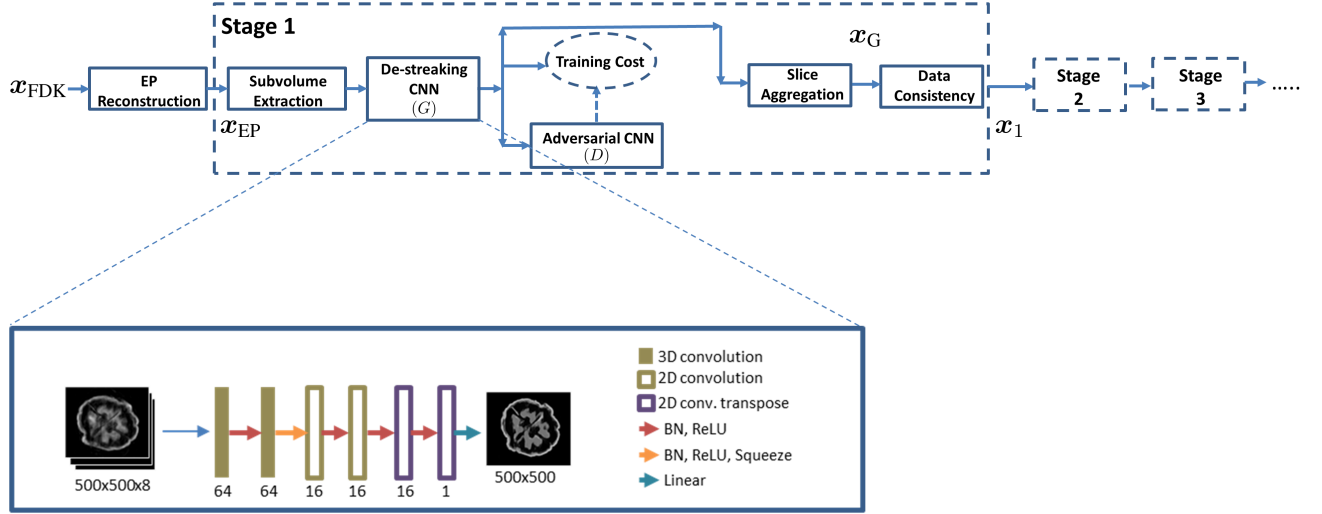 Stage 1
x_FDK
EP
Reconstruction
Subvolume
Extraction
x_EP
De-streaking
CNN
(G)
Training Cost
Adversarial CNN
(D)
x_G
Slice
Aggregation
Data
Consistency
x_1
Stage
2
Stage
3
.....
3D convolution
2D convolution
2D conv. transpose
BN, ReLU
BN, ReLU, Squeeze
Linear
500x500x8
64 64 16 16 16 1
500x500